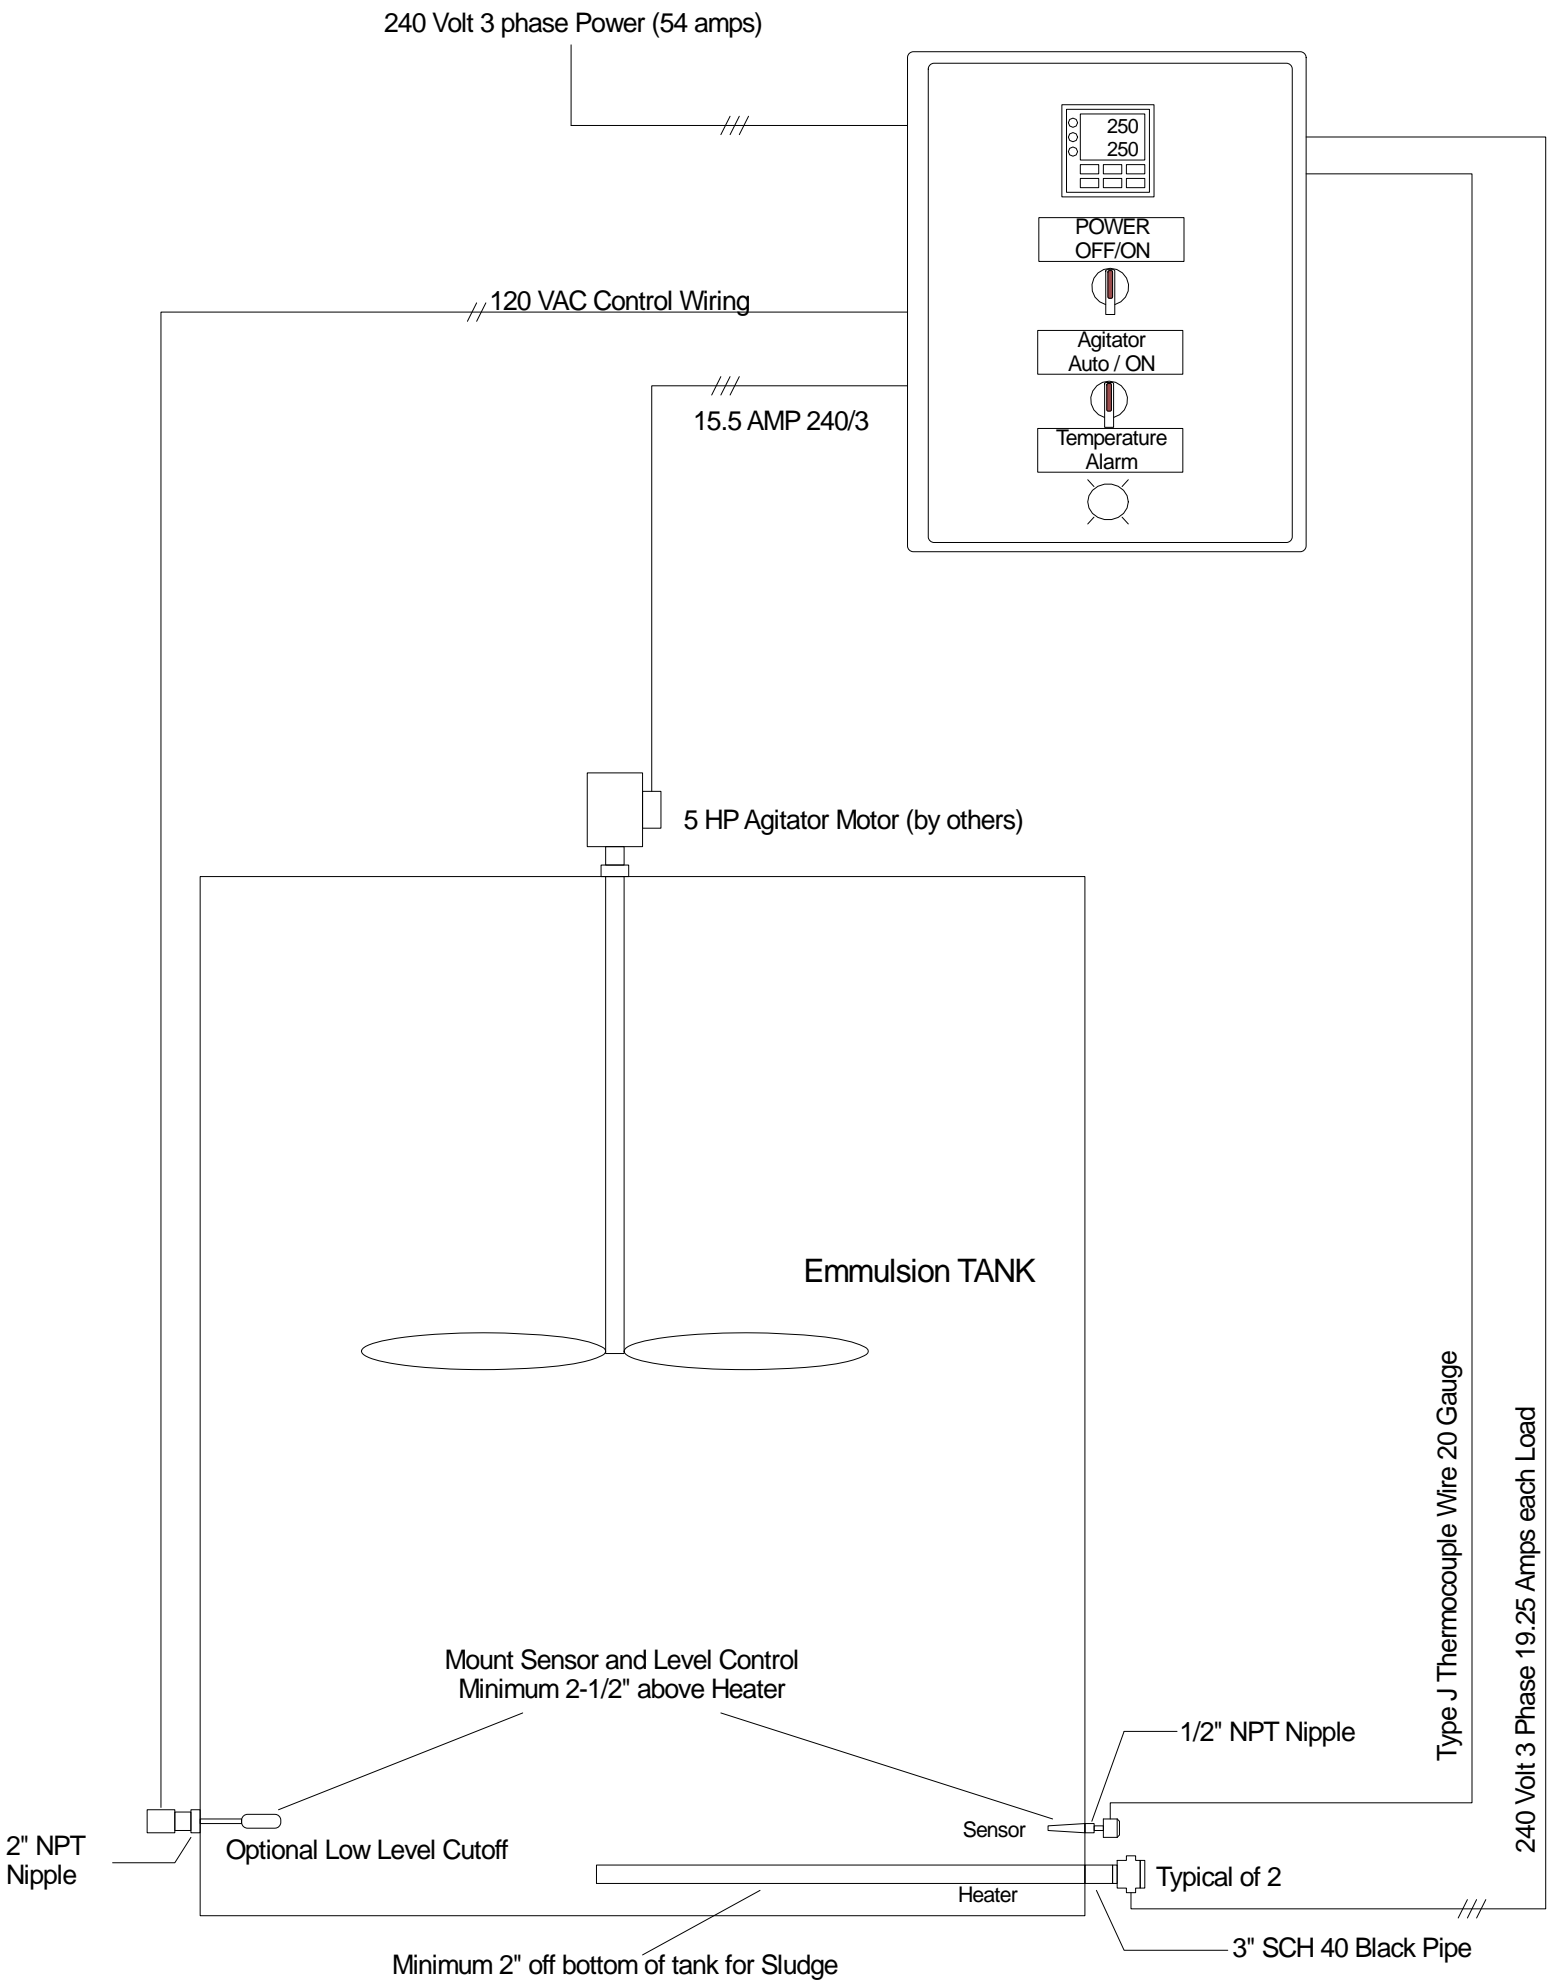 240 Volt 3 phase Power (54 amps)
250
250
POWER
OFF/ON
120 VAC Control Wiring
Agitator
Auto / ON
15.5 AMP 240/3
Temperature
Alarm
5 HP Agitator Motor (by others)
Emmulsion TANK
Type J Thermocouple Wire 20 Gauge
240 Volt 3 Phase 19.25 Amps each Load
Mount Sensor and Level Control
Minimum 2-1/2" above Heater
1/2" NPT Nipple
Sensor
2" NPT
Nipple
Optional Low Level Cutoff
Typical of 2
Heater
3" SCH 40 Black Pipe
Minimum 2" off bottom of tank for Sludge